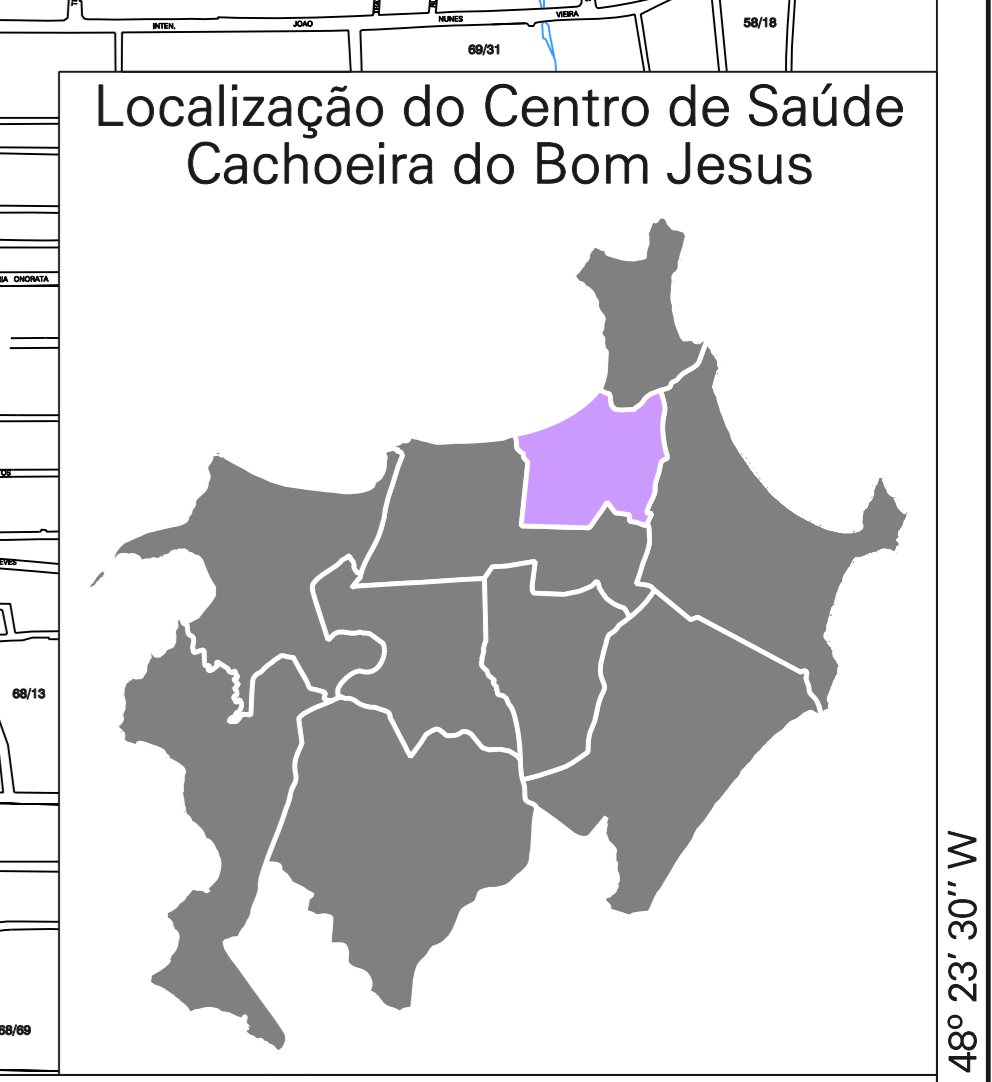 INTEN. JOAO NUNES VIEIRA
58/18
69/31
Localização do Centro de Saúde
Cachoeira do Bom Jesus
ONORATA
68/13
68/69
48º 23’ 30’’ W